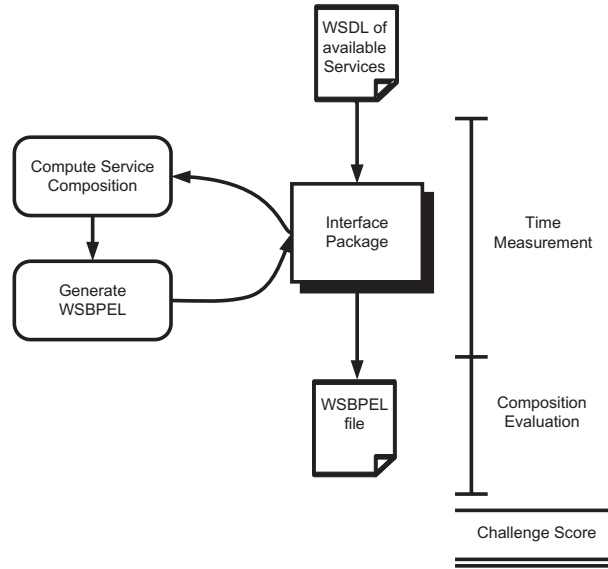 WSDL of
available
Services
Compute Service
Composition
Interface
Package
Time
Measurement
Generate
WSBPEL
WSBPEL
file
Composition
Evaluation
Challenge Score